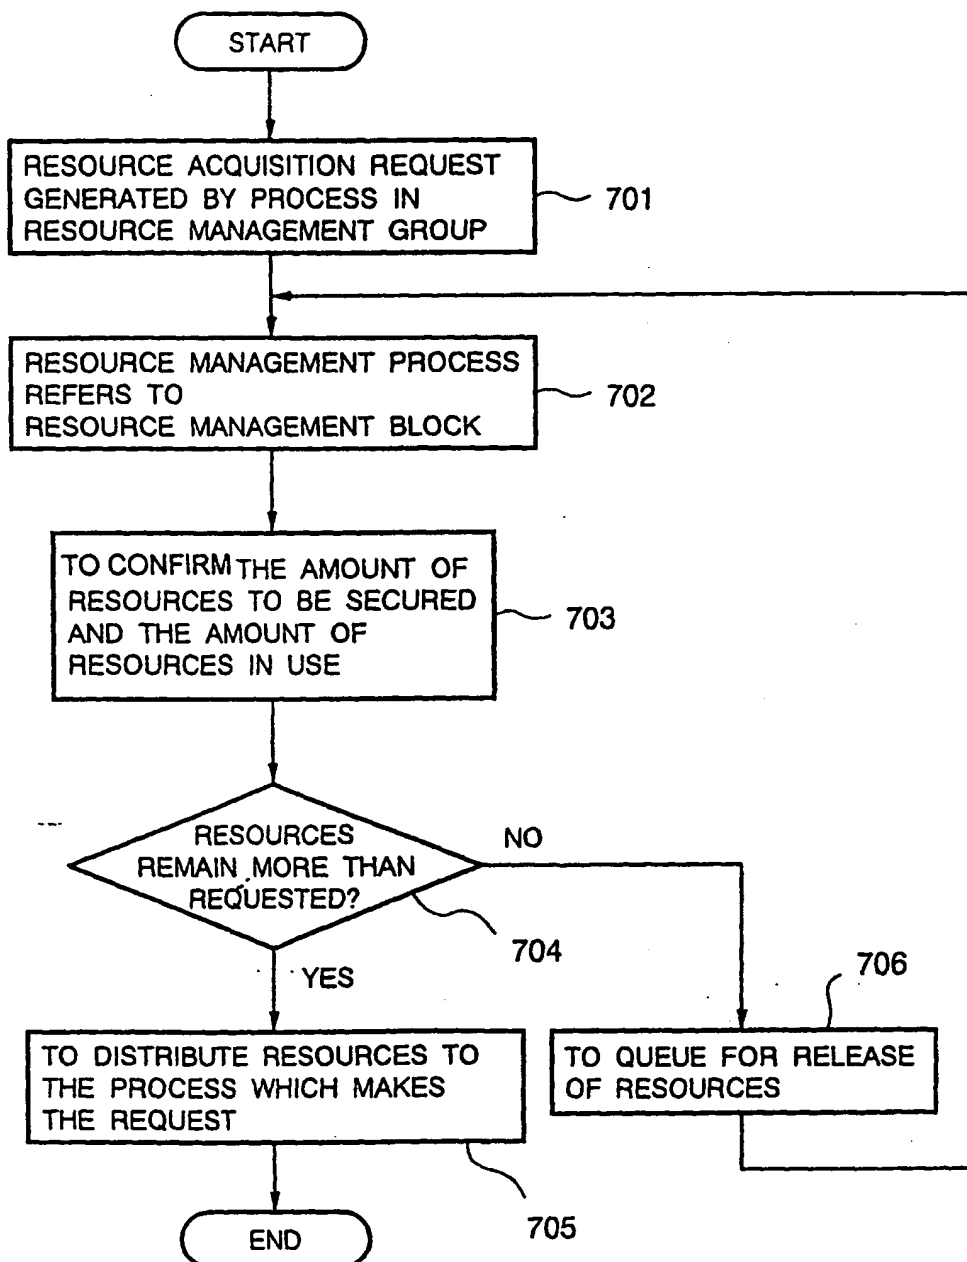 START
RESOURCE ACQUISITION REQUEST
GENERATED BY PROCESS IN
RESOURCE MANAGEMENT GROUP
701
RESOURCE MANAGEMENT PROCESS
REFERS TO
RESOURCE MANAGEMENT BLOCK
702
TO CONFIRM THE AMOUNT OF
RESOURCES TO BE SECURED
AND THE AMOUNT OF
RESOURCES IN USE
703
RESOURCES
REMAIN MORE THAN
REQUESTED?
NO
704
YES
706
TO DISTRIBUTE RESOURCES TO
THE PROCESS WHICH MAKES
THE REQUEST
TO QUEUE FOR RELEASE
OF RESOURCES
705
END